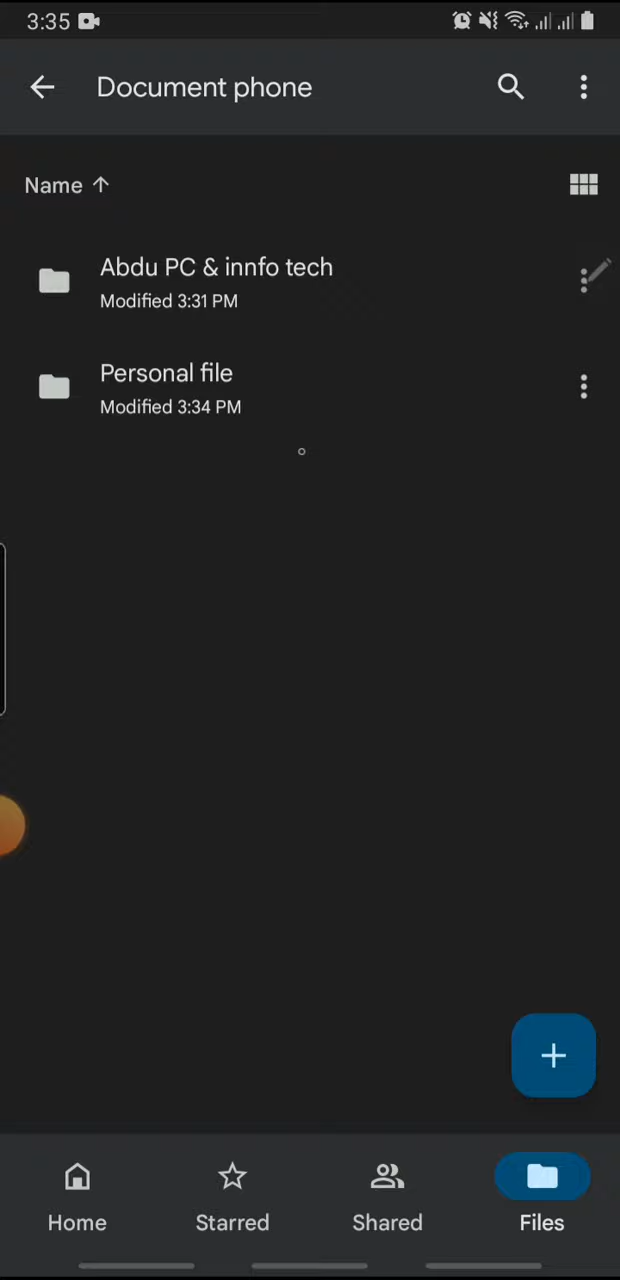 3:35
Document phone
Name
Abdu PC & innfo tech
Modified 3:31 PM
Personal file
Modified 3:34 PM
Home
Starred
Shared
Files